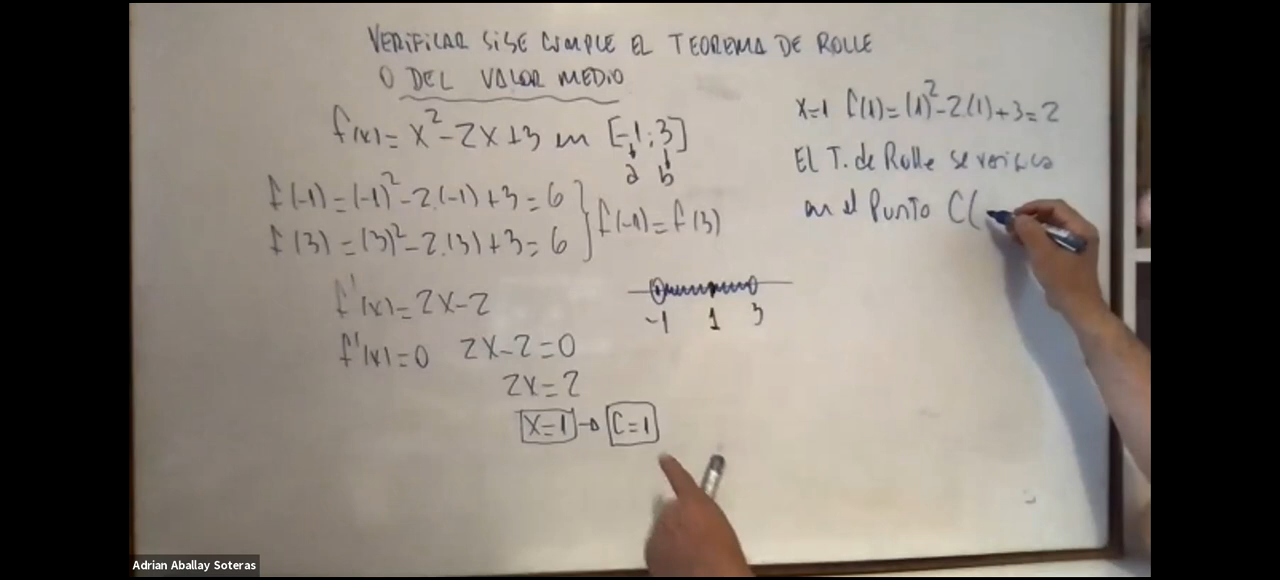 VERIFICAR SI SE CUMPLE EL TEOREMA DE ROLLE
O DEL VALOR MEDIO
f(x) = x² - 2x + 3 en [-1; 3]
a b
f(-1) = (-1)² - 2.(-1) + 3 = 6
f(3) = (3)² - 2.(3) + 3 = 6
f(-1) = f(3)
f'(x) = 2x - 2
-1 1 3
f'(x) = 0 2x - 2 = 0
2x = 2
x = 1 → C = 1
x=1 f(1) = (1)² - 2.(1) + 3 = 2
El T. de Rolle se verifica
en el Punto C(
Adrian Aballay Soteras